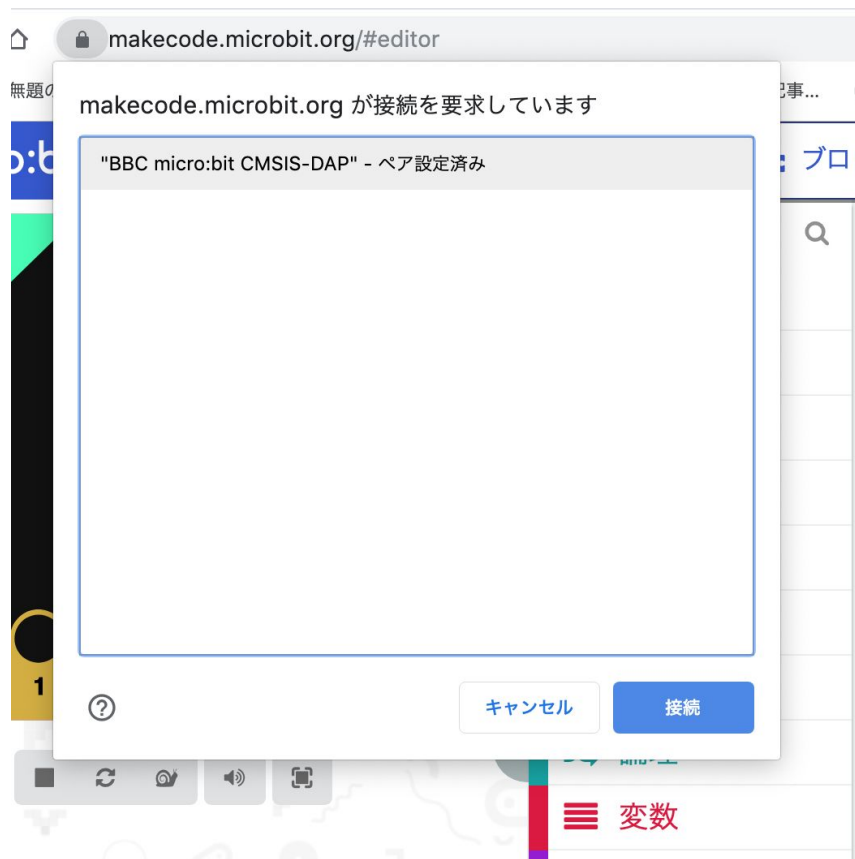 makecode.microbit.org/#editor
無題の
記事...
makecode.microbit.org が接続を要求しています
o:b
ブロ
"BBC micro:bit CMSIS-DAP" - ペア設定済み
1
キャンセル
接続
論理
変数